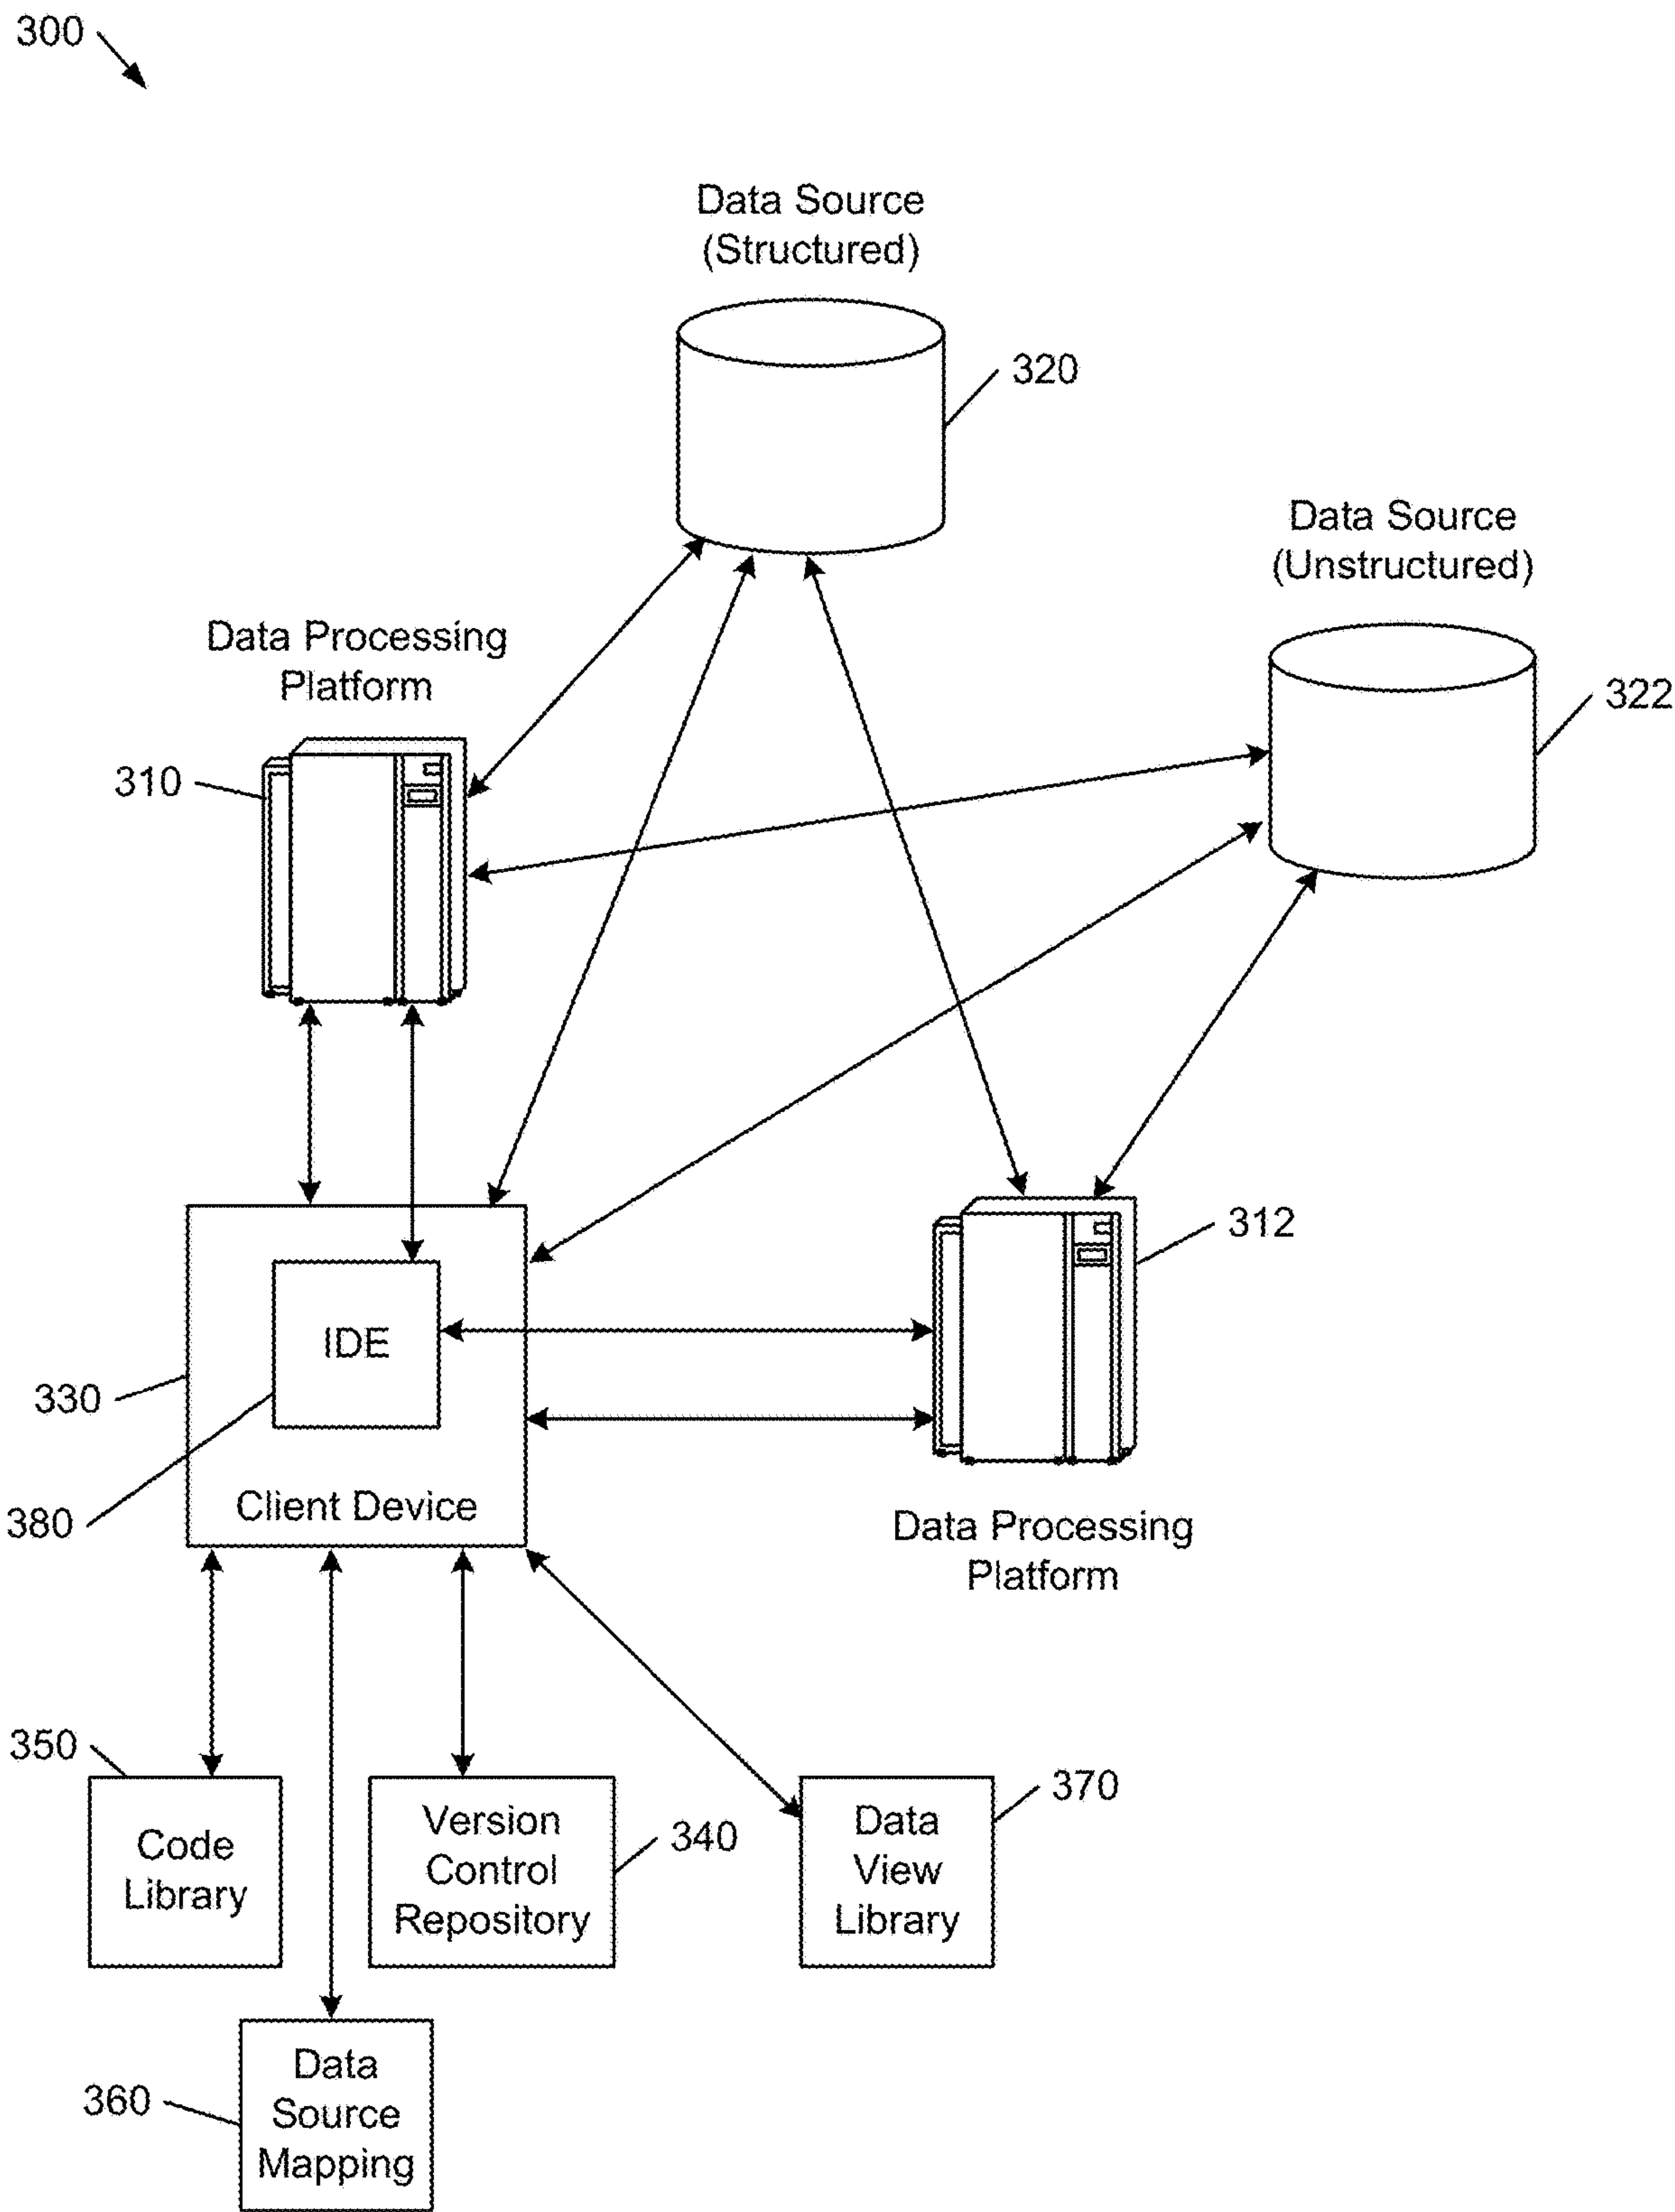 300
Data Source
(Structured)
320
Data Source
(Unstructured)
322
Data Processing
Platform
310
312
IDE
330
380
Client Device
Data Processing
Platform
350
Code
Library
Version
Control
Repository
340
Data
View
Library
370
360
Data
Source
Mapping